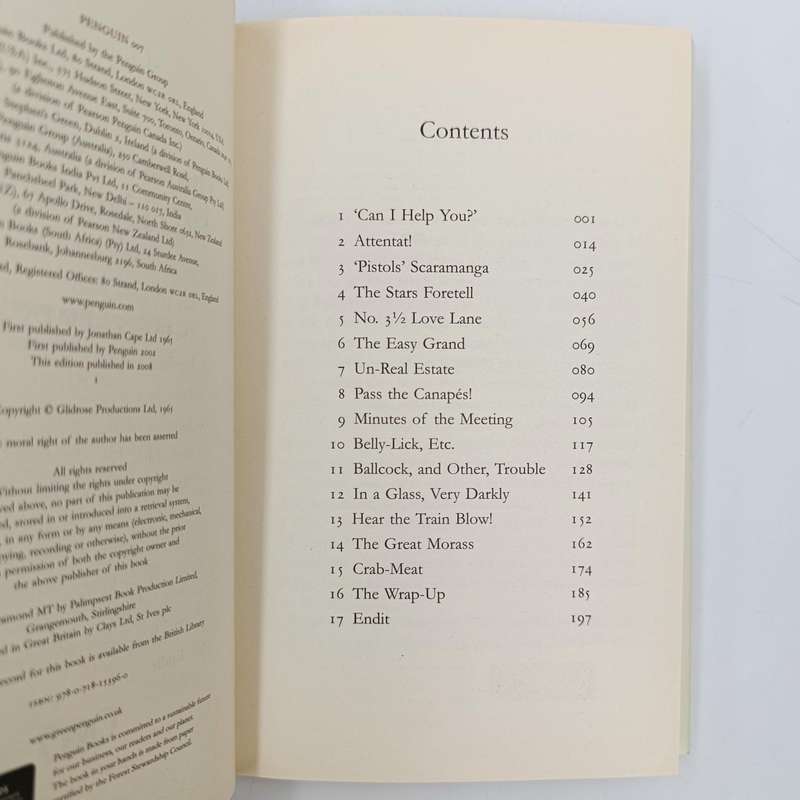 PENGUIN 007
Published by the Penguin Group
Books Ltd, 80 Strand, London WC2R 0RL, England
Inc., 375 Hudson Street, New York, New York 10014, USA
90 Eglinton Avenue East, Suite 700, Toronto, Ontario, Canada
(a division of Pearson Penguin Canada Inc.)
Stephen's Green, Dublin 2, Ireland (a division of Penguin Books Ltd)
Penguin Group (Australia), 250 Camberwell Road,
3124, Australia (a division of Pearson Australia Group Pty Ltd)
Books India Pvt Ltd, 11 Community Centre,
Panchsheel Park, New Delhi – 110 017, India
67 Apollo Drive, Rosedale, North Shore 0632, New Zealand
(a division of Pearson New Zealand Ltd)
Books (South Africa) (Pty) Ltd, 24 Sturdee Avenue,
Rosebank, Johannesburg 2196, South Africa
Registered Offices: 80 Strand, London WC2R 0RL, England
www.penguin.com
First published by Jonathan Cape Ltd 1965
First published by Penguin 2002
This edition published in 2008
1
Copyright © Glidrose Productions Ltd, 1965
moral right of the author has been asserted
All rights reserved
Without limiting the rights under copyright
reserved above, no part of this publication may be
stored in or introduced into a retrieval system,
in any form or by any means (electronic, mechanical,
recording or otherwise), without the prior
permission of both the copyright owner and
the above publisher of this book
MT by Palimpsest Book Production Limited,
Grangemouth, Stirlingshire
in Great Britain by Clays Ltd, St Ives plc
record for this book is available from the British Library
ISBN: 978-0-718-15396-0
www.greenpenguin.co.uk
Penguin Books is committed to a sustainable future
for our business, our readers and our planet.
The book in your hands is made from paper
certified by the Forest Stewardship Council.
Contents
1 ‘Can I Help You?’ 001
2 Attentat! 014
3 ‘Pistols’ Scaramanga 025
4 The Stars Foretell 040
5 No. 3½ Love Lane 056
6 The Easy Grand 069
7 Un-Real Estate 080
8 Pass the Canapés! 094
9 Minutes of the Meeting 105
10 Belly-Lick, Etc. 117
11 Ballcock, and Other, Trouble 128
12 In a Glass, Very Darkly 141
13 Hear the Train Blow! 152
14 The Great Morass 162
15 Crab-Meat 174
16 The Wrap-Up 185
17 Endit 197